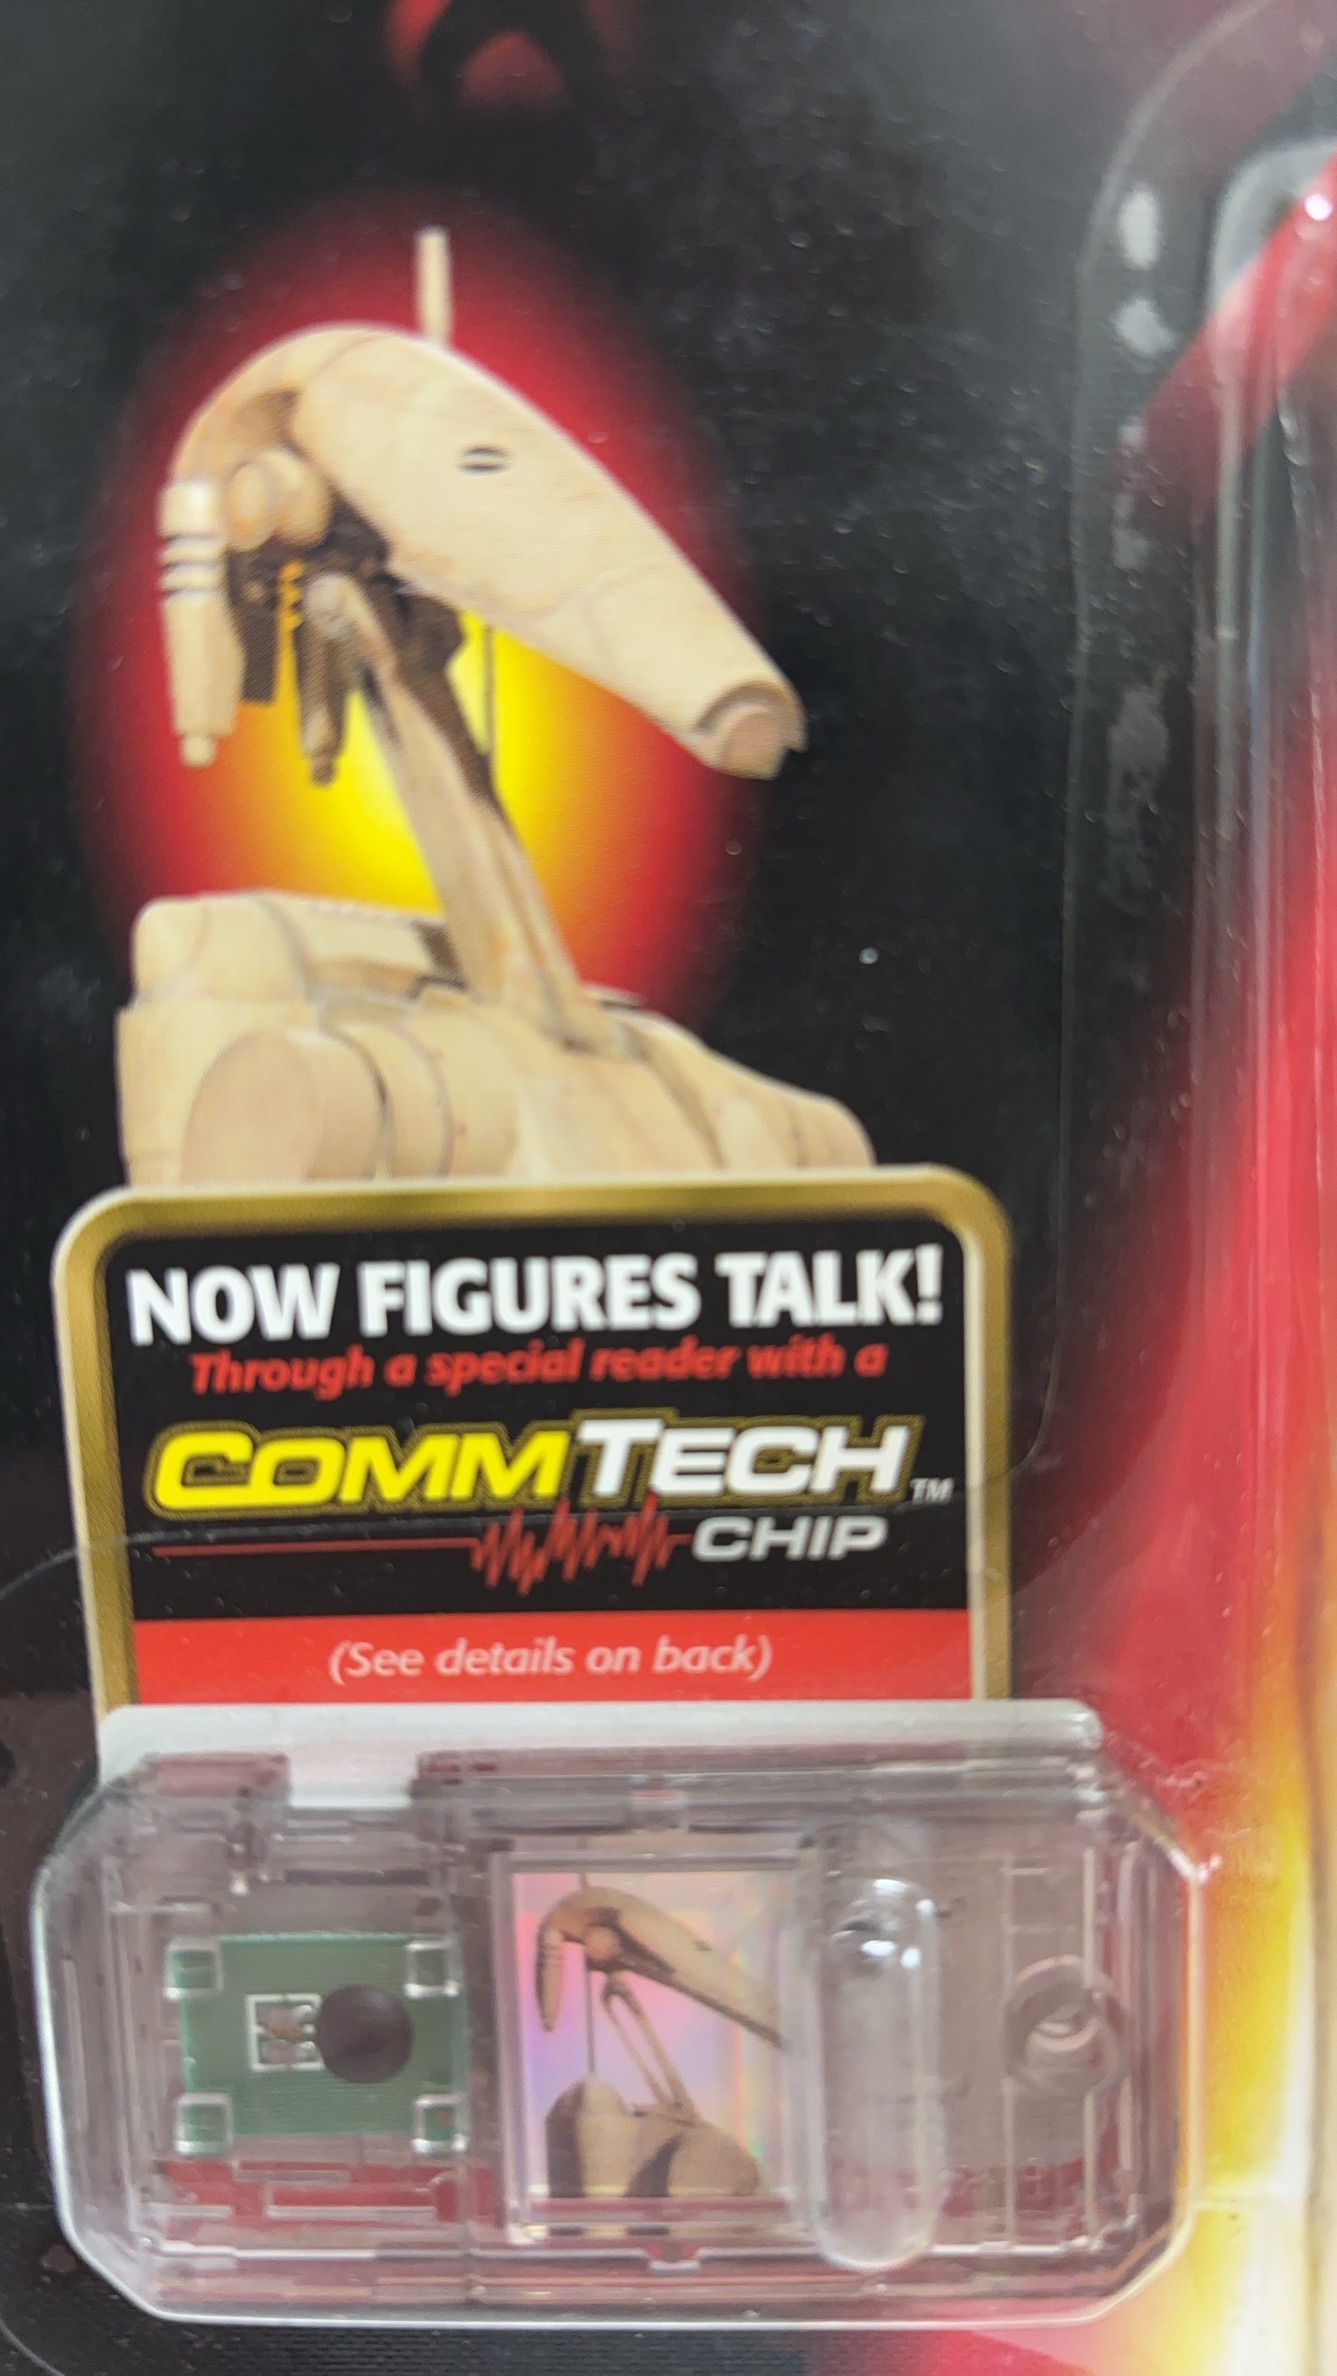 NOW FIGURES TALK!
Through a special reader with a
COMMTECH™
CHIP
(See details on back)